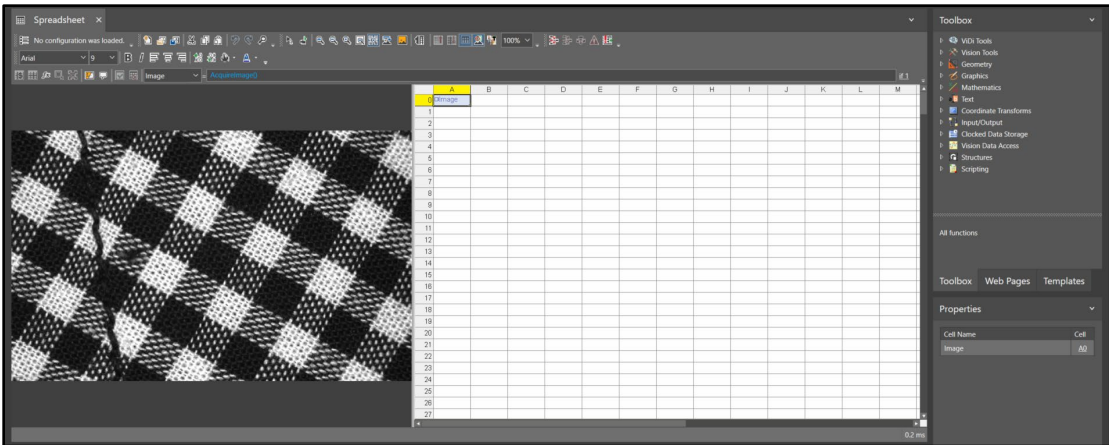 Spreadsheet ×
No configuration was loaded.
100%
Arial
9
B I
A
Image
= AcquireImage()
if 1
A B C D E F G H I J K L M
0 Image
1
2
3
4
5
6
7
8
9
10
11
12
13
14
15
16
17
18
19
20
21
22
23
24
25
26
27
0.2 ms
Toolbox
ViDi Tools
Vision Tools
Geometry
Graphics
Mathematics
Text
Coordinate Transforms
Input/Output
Clocked Data Storage
Vision Data Access
Structures
Scripting
All functions
Toolbox Web Pages Templates
Properties
Cell Name Cell
Image A0